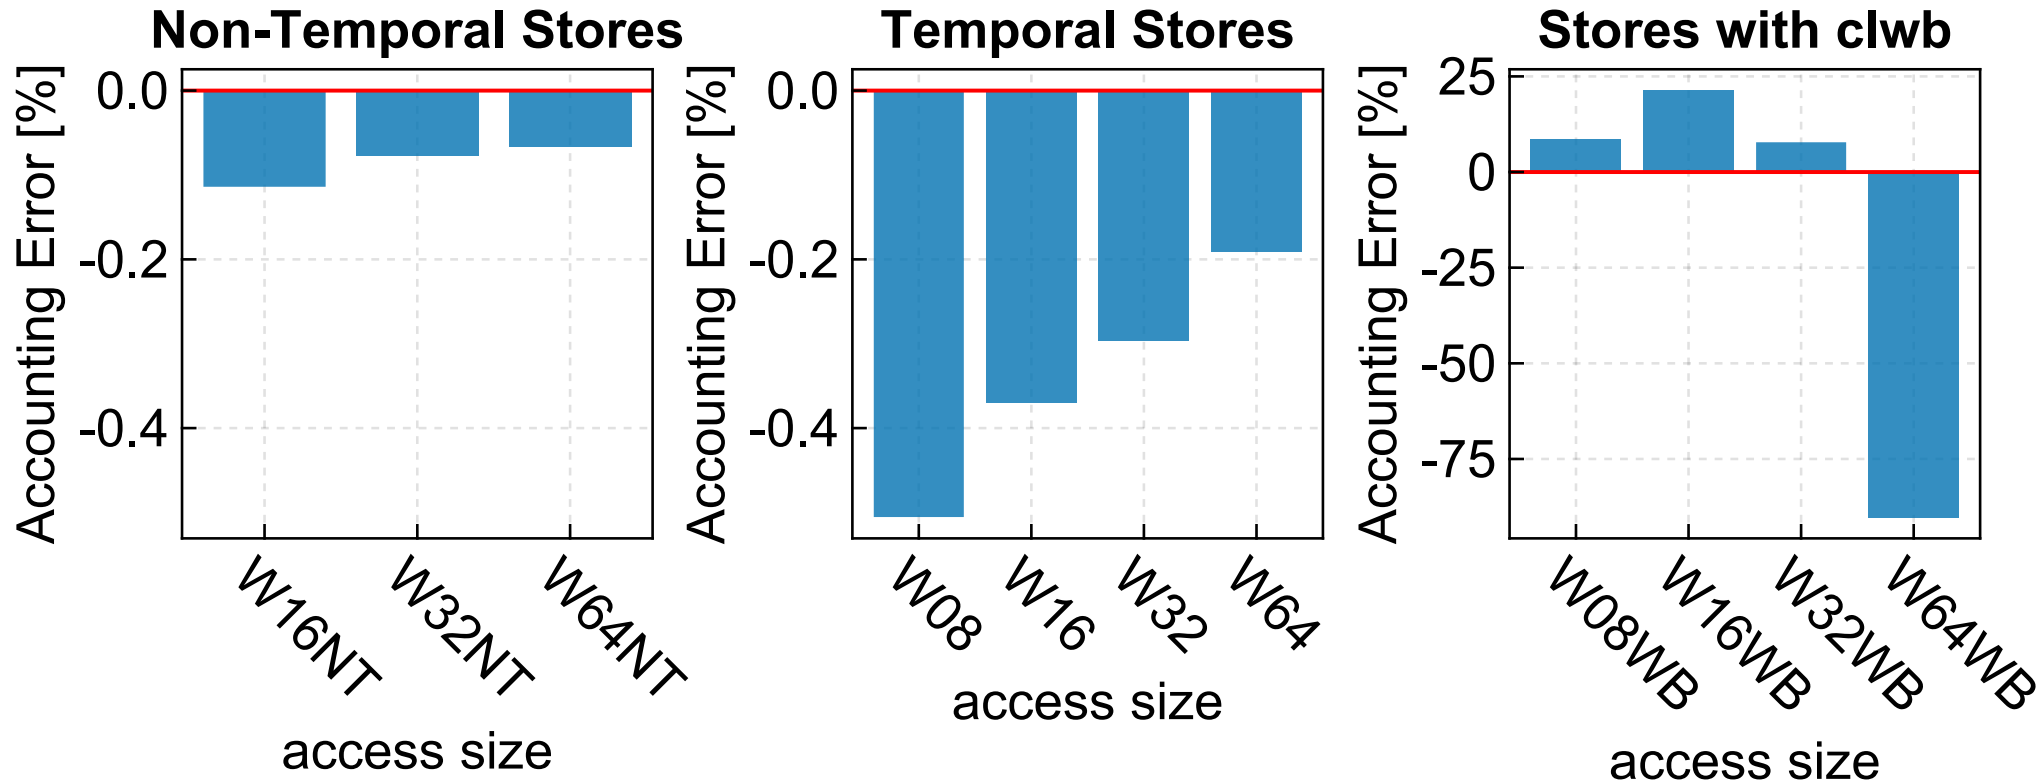 Non-Temporal Stores
Accounting Error [%]
0.0
-0.2
-0.4
W16NT
W32NT
W64NT
access size
Temporal Stores
Accounting Error [%]
0.0
-0.2
-0.4
W08
W16
W32
W64
access size
Stores with clwb
Accounting Error [%]
25
0
-25
-50
-75
W08WB
W16WB
W32WB
W64WB
access size